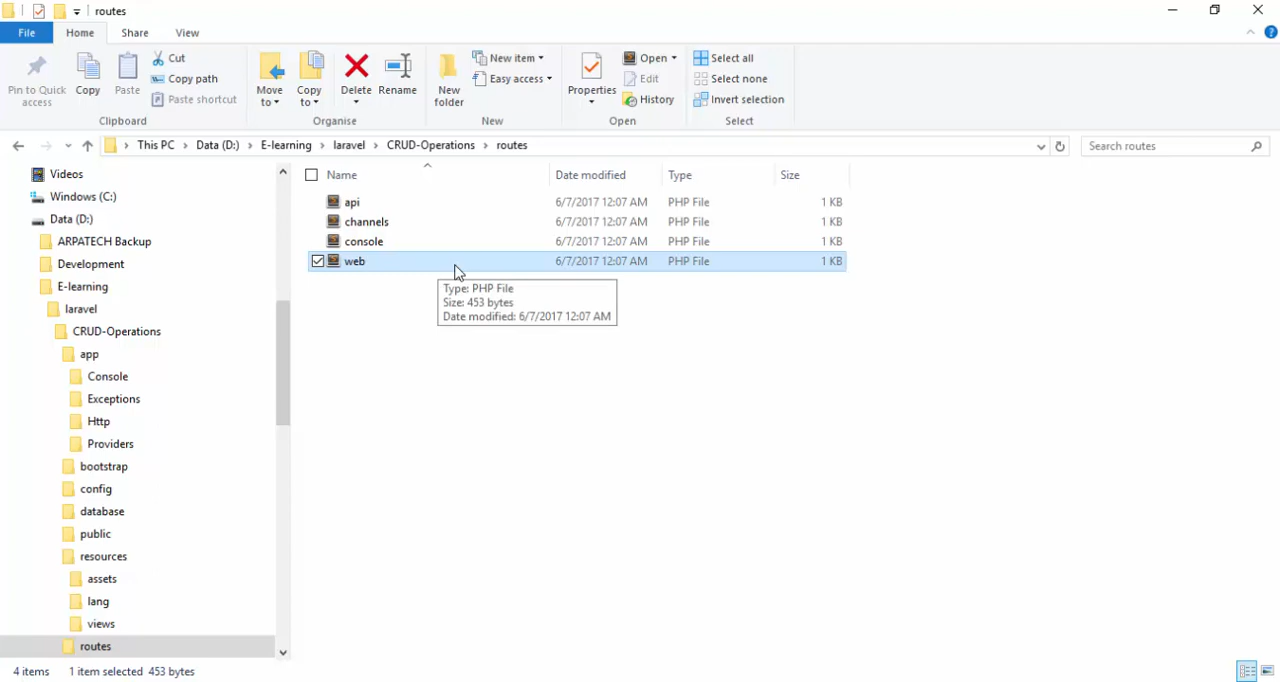 routes
File Home Share View
Pin to Quick access
Copy
Paste
Cut
Copy path
Paste shortcut
Clipboard
Move to
Copy to
Delete
Rename
Organise
New folder
New item
Easy access
New
Properties
Open
Edit
History
Open
Select all
Select none
Invert selection
Select
This PC > Data (D:) > E-learning > laravel > CRUD-Operations > routes
Search routes
Videos
Windows (C:)
Data (D:)
ARPATECH Backup
Development
E-learning
laravel
CRUD-Operations
app
Console
Exceptions
Http
Providers
bootstrap
config
database
public
resources
assets
lang
views
routes
Name Date modified Type Size
api 6/7/2017 12:07 AM PHP File 1 KB
channels 6/7/2017 12:07 AM PHP File 1 KB
console 6/7/2017 12:07 AM PHP File 1 KB
web 6/7/2017 12:07 AM PHP File 1 KB
Type: PHP File
Size: 453 bytes
Date modified: 6/7/2017 12:07 AM
4 items 1 item selected 453 bytes